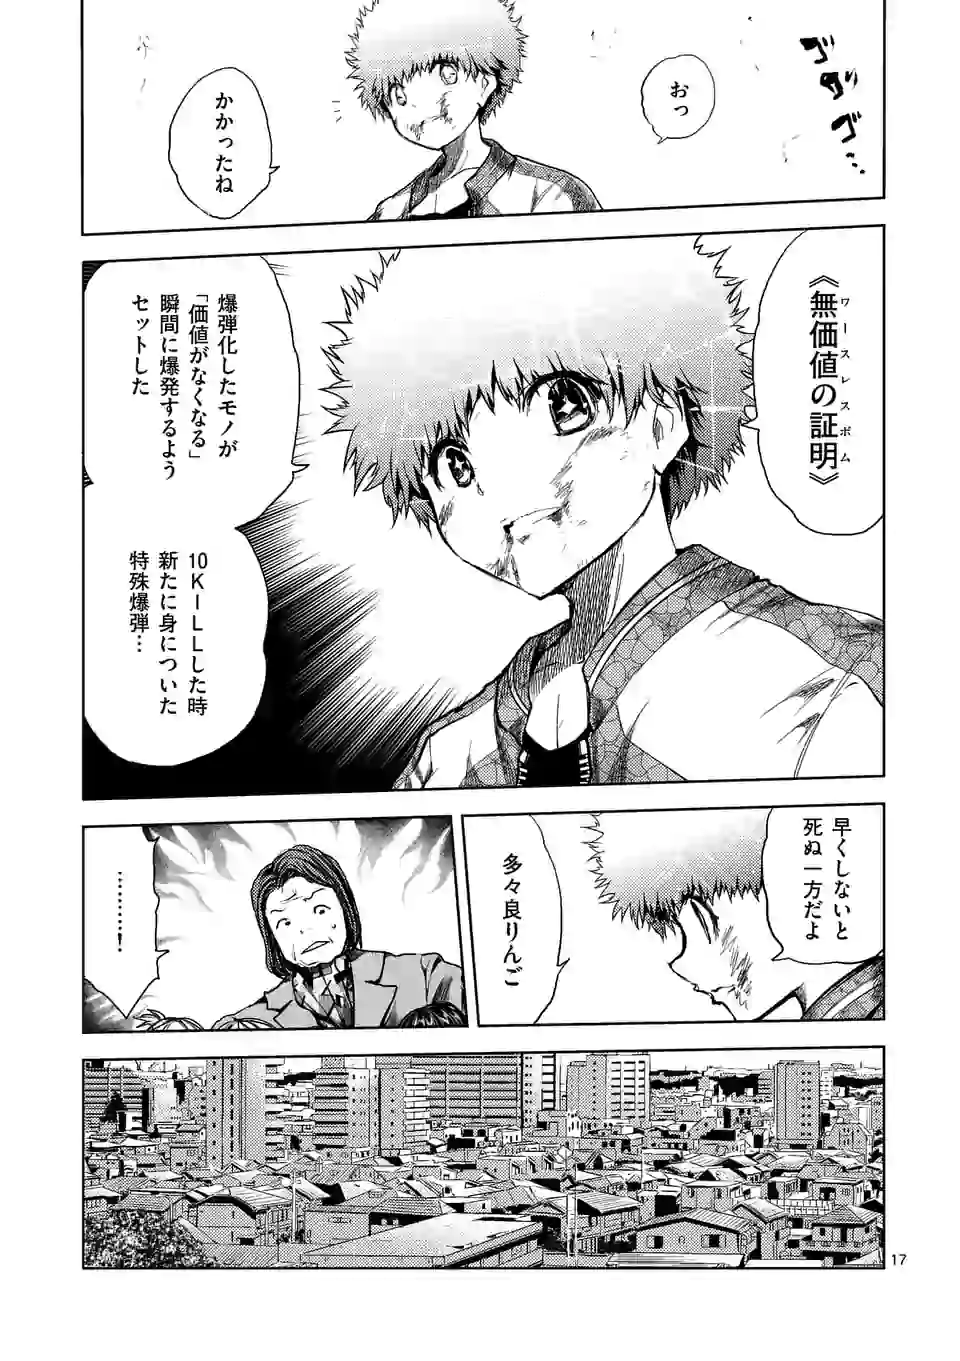 ゴゴリゴ…
おっ
かかったね
《無価値の証明》
ワースレスボム
爆弾化したモノが
「価値がなくなる」
瞬間に爆発するよう
セットした
10KILLした時
新たに身についた
特殊爆弾…
早くしないと
死ぬ一方だよ
多々良りんご
………！
17